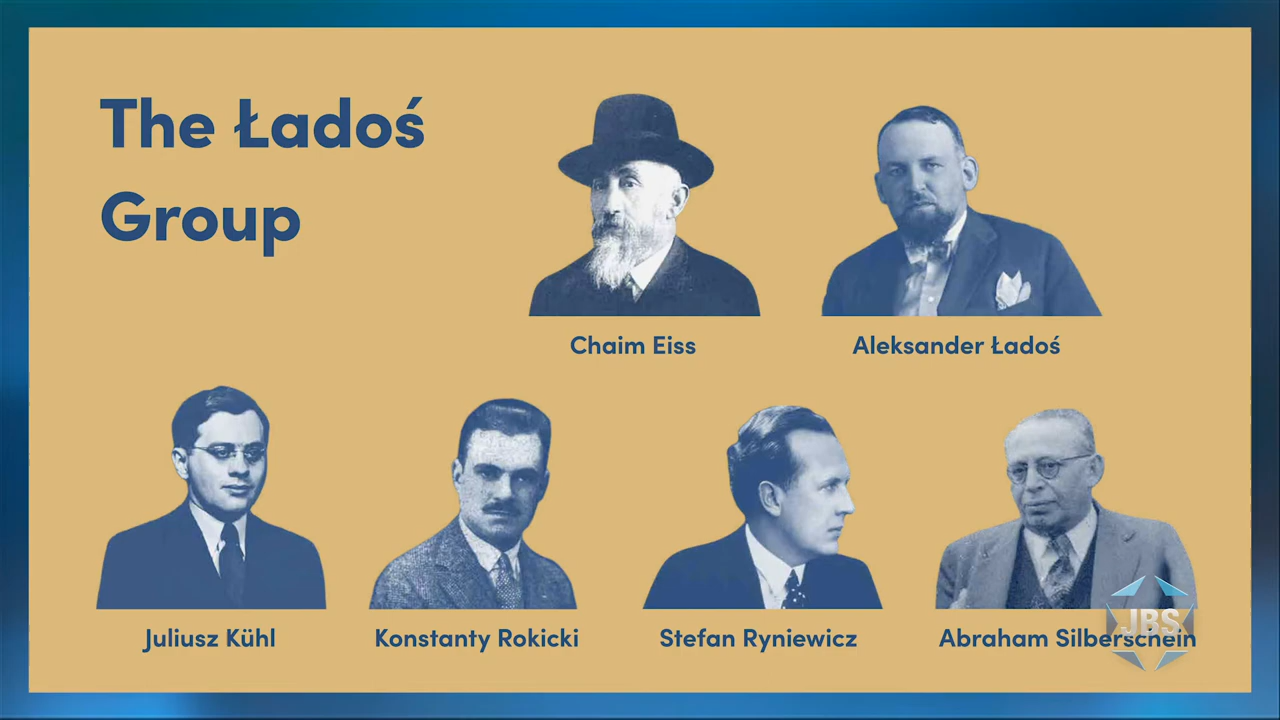 The Ładoś
Group
Chaim Eiss
Aleksander Ładoś
Juliusz Kühl
Konstanty Rokicki
Stefan Ryniewicz
Abraham Silberschein
JBS